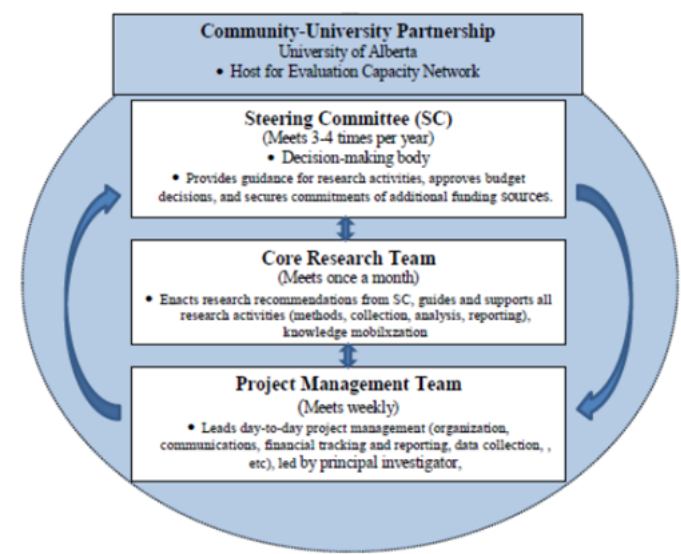 Community-University Partnership
University of Alberta
• Host for Evaluation Capacity Network
Steering Committee (SC)
(Meets 3-4 times per year)
• Decision-making body
• Provides guidance for research activities, approves budget
decisions, and secures commitments of additional funding sources.
Core Research Team
(Meets once a month)
• Enacts research recommendations from SC, guides and supports all
research activities (methods, collection, analysis, reporting),
knowledge mobilxzation
Project Management Team
(Meets weekly)
• Leads day-to-day project management (organization,
communications, financial tracking and reporting, data collection, ,
etc), led by principal investigator,